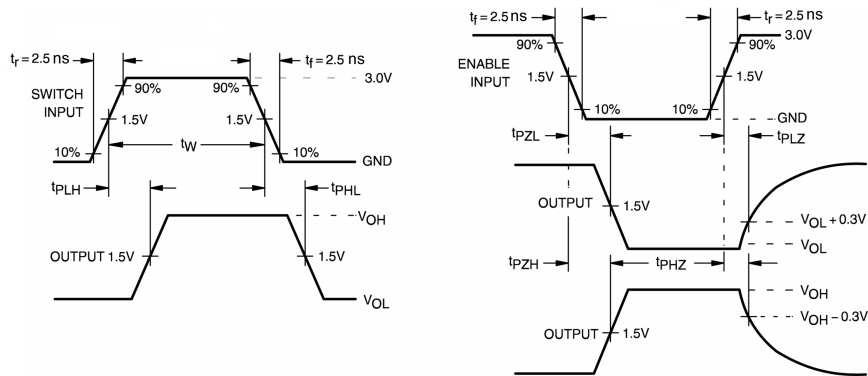 tr = 2.5 ns
tf = 2.5 ns
SWITCH
INPUT
90%
90%
3.0V
1.5V
1.5V
10%
tW
10%
GND
tPLH
tPHL
VOH
OUTPUT 1.5V
1.5V
VOL
tf = 2.5 ns
tr = 2.5 ns
ENABLE
INPUT
90%
90%
3.0V
1.5V
1.5V
10%
10%
GND
tPZL
tPLZ
OUTPUT
1.5V
VOL + 0.3V
VOL
tPZH
tPHZ
VOH
VOH – 0.3V
OUTPUT
1.5V